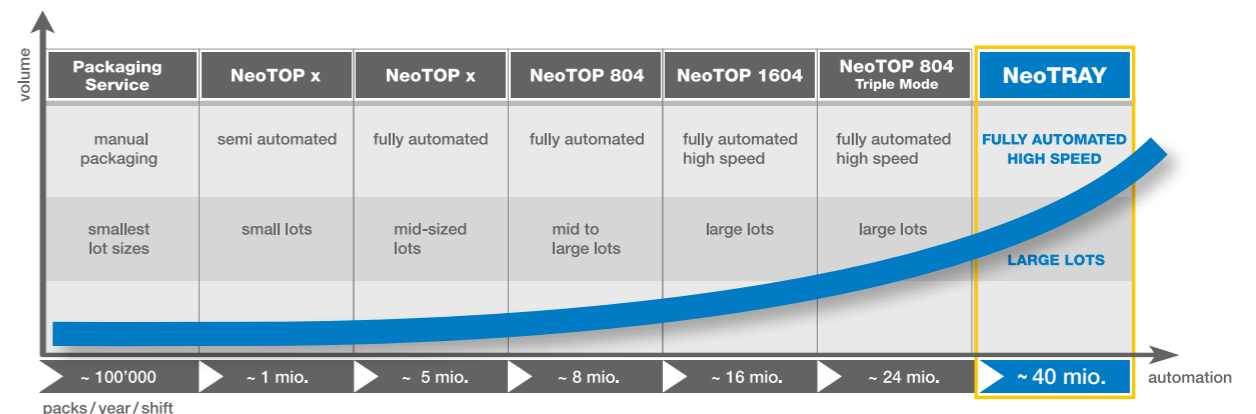 volume
Packaging
Service
NeoTOP x
NeoTOP x
NeoTOP 804
NeoTOP 1604
NeoTOP 804
Triple Mode
NeoTRAY
manual
packaging
semi automated
fully automated
fully automated
fully automated
high speed
fully automated
high speed
FULLY AUTOMATED
HIGH SPEED
smallest
lot sizes
small lots
mid-sized
lots
mid to
large lots
large lots
large lots
LARGE LOTS
~ 100'000
~ 1 mio.
~ 5 mio.
~ 8 mio.
~ 16 mio.
~ 24 mio.
~ 40 mio.
automation
packs / year / shift